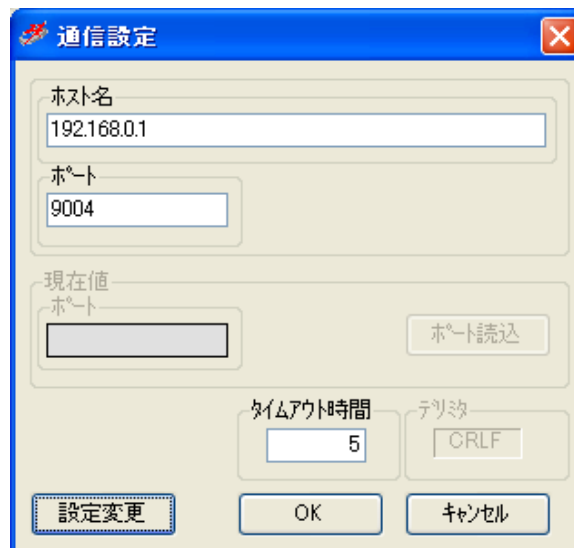 通信設定
ﾎｽﾄ名
192.168.0.1
ﾎﾟｰﾄ
9004
現在値
ﾎﾟｰﾄ
ﾎﾟｰﾄ読込
ﾀｲﾑｱｳﾄ時間
5
ﾃﾞﾘﾐﾀ
CRLF
設定変更
OK
ｷｬﾝｾﾙ